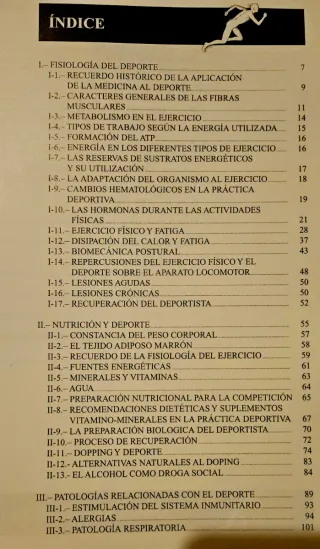 ÍNDICE
I.– FISIOLOGÍA DEL DEPORTE 7
I-1.– RECUERDO HISTÓRICO DE LA APLICACIÓN
DE LA MEDICINA AL DEPORTE 9
I-2.– CARACTERES GENERALES DE LAS FIBRAS
MUSCULARES 11
I-3.– METABOLISMO EN EL EJERCICIO 14
I-4.– TIPOS DE TRABAJO SEGÚN LA ENERGÍA UTILIZADA 15
I-5.– FORMACIÓN DEL ATP 16
I-6.– ENERGÍA EN LOS DIFERENTES TIPOS DE EJERCICIO 16
I-7.– LAS RESERVAS DE SUSTRATOS ENERGÉTICOS
Y SU UTILIZACIÓN 17
I-8.– LA ADAPTACIÓN DEL ORGANISMO AL EJERCICIO 18
I-9.– CAMBIOS HEMATOLÓGICOS EN LA PRÁCTICA
DEPORTIVA 19
I-10.– LAS HORMONAS DURANTE LAS ACTIVIDADES
FÍSICAS 21
I-11.– EJERCICIO FÍSICO Y FATIGA 28
I-12.– DISIPACIÓN DEL CALOR Y FATIGA 37
I-13.– BIOMECÁNICA POSTURAL 43
I-14.– REPERCUSIONES DEL EJERCICIO FÍSICO Y EL
DEPORTE SOBRE EL APARATO LOCOMOTOR 48
I-15.– LESIONES AGUDAS 50
I-16.– LESIONES CRÓNICAS 50
I-17.– RECUPERACIÓN DEL DEPORTISTA 52
II.– NUTRICIÓN Y DEPORTE 55
II-1.– CONSTANCIA DEL PESO CORPORAL 57
II-2.– EL TEJIDO ADIPOSO MARRÓN 58
II-3.– RECUERDO DE LA FISIOLOGÍA DEL EJERCICIO 59
II-4.– FUENTES ENERGÉTICAS 61
II-5.– MINERALES Y VITAMINAS 63
II-6.– AGUA 64
II-7.– PREPARACIÓN NUTRICIONAL PARA LA COMPETICIÓN 65
II-8.– RECOMENDACIONES DIETÉTICAS Y SUPLEMENTOS
VITAMINO-MINERALES EN LA PRÁCTICA DEPORTIVA 67
II-9.– LA PREPARACIÓN BIOLOGICA DEL DEPORTISTA 70
II-10.– PROCESO DE RECUPERACIÓN 72
II-11.– DOPPING Y DEPORTE 74
II-12.- ALTERNATIVAS NATURALES AL DOPING 83
II-13.- EL ALCOHOL COMO DROGA SOCIAL 84
III.– PATOLOGÍAS RELACIONADAS CON EL DEPORTE 89
III-1.– ESTIMULACIÓN DEL SISTEMA INMUNITARIO 93
III-2.– ALERGIAS 94
III-3.– PATOLOGÍA RESPIRATORIA 101